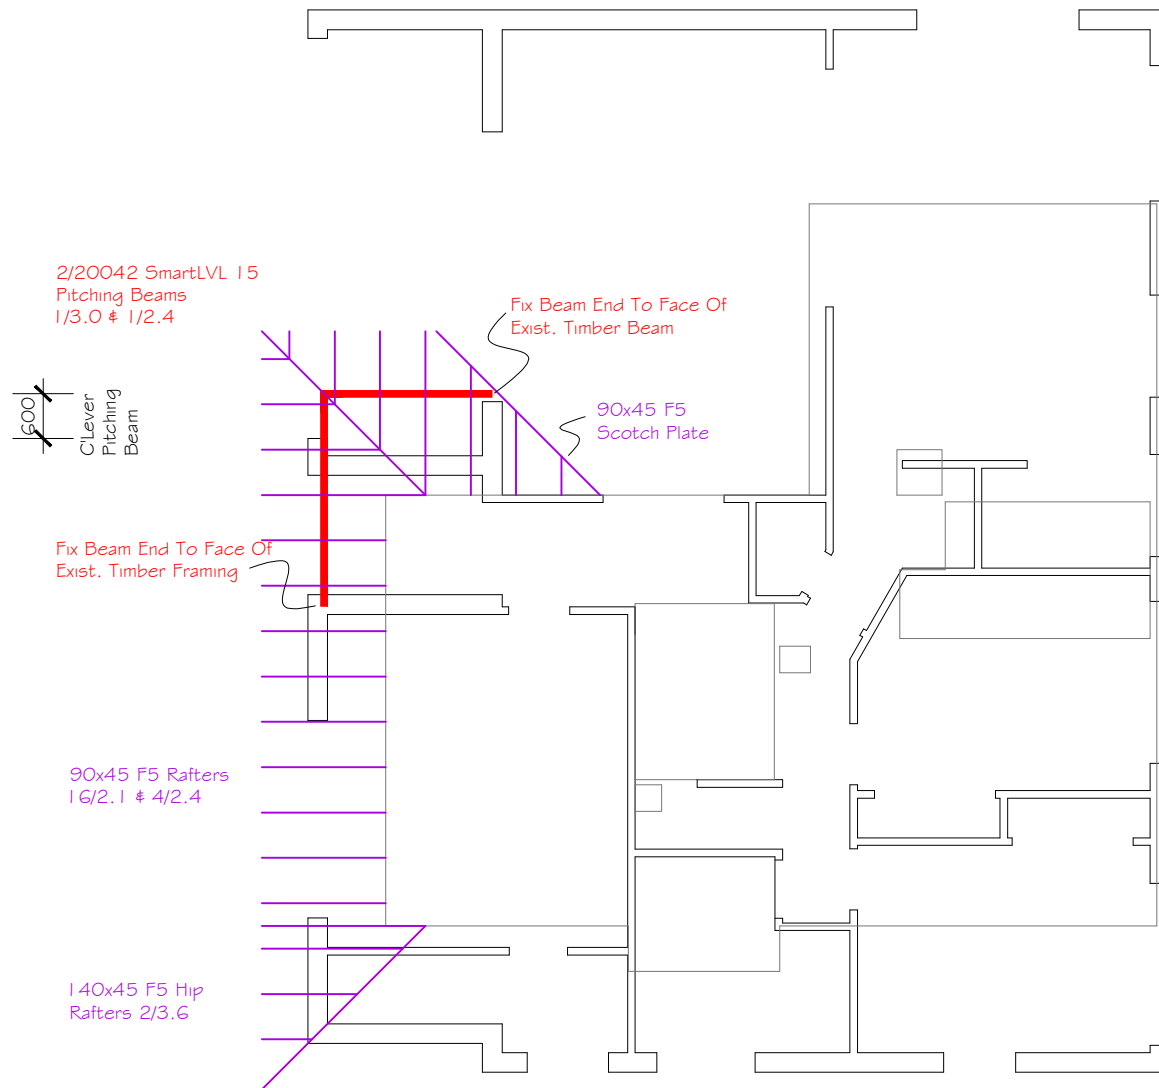 2/20042 SmartLVL 15
Pitching Beams
1/3.0 & 1/2.4
Fix Beam End To Face Of
Exist. Timber Beam
600
C'Lever
Pitching
Beam
90x45 F5
Scotch Plate
Fix Beam End To Face Of
Exist. Timber Framing
90x45 F5 Rafters
16/2.1 & 4/2.4
140x45 F5 Hip
Rafters 2/3.6